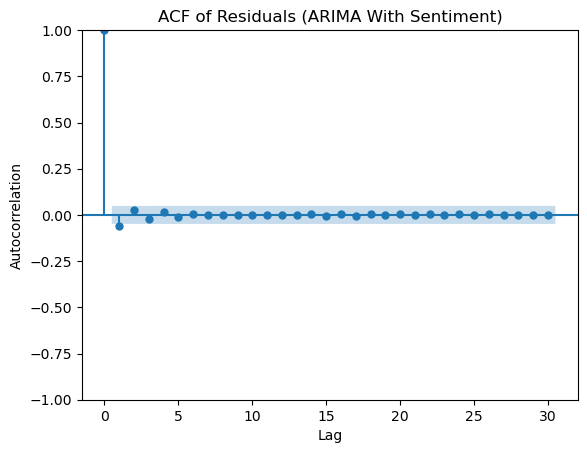 ACF of Residuals (ARIMA With Sentiment)
1.00
0.75
0.50
0.25
0.00
−0.25
−0.50
−0.75
−1.00
Autocorrelation
0 5 10 15 20 25 30
Lag